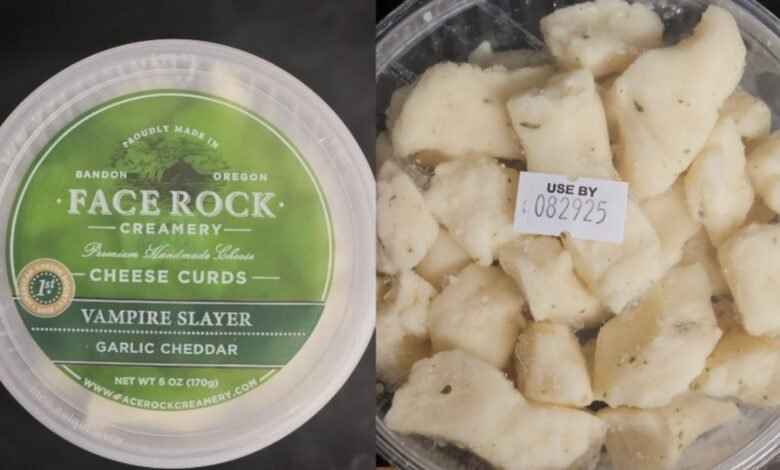 PROUDLY MADE IN
BANDON OREGON
FACE ROCK
CREAMERY
Premium Handmade Cheese
CHEESE CURDS
1st
VAMPIRE SLAYER
GARLIC CHEDDAR
NET WT 6 OZ (170g)
WWW.FACEROCKCREAMERY.COM
USE BY
082925